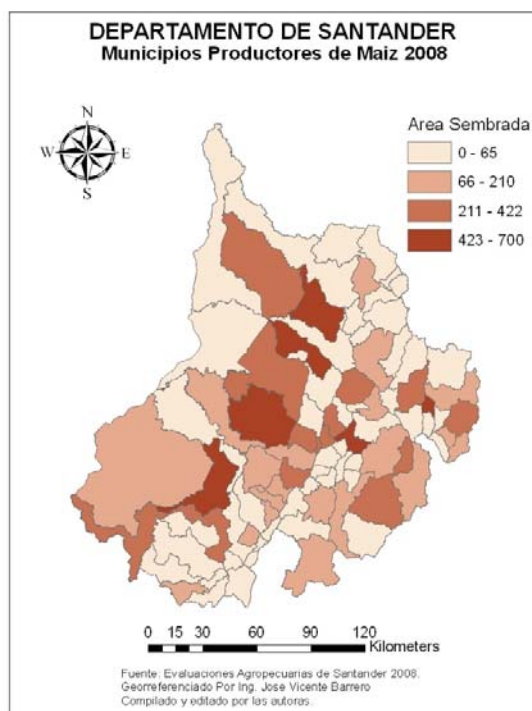 DEPARTAMENTO DE SANTANDER
Municipios Productores de Maiz 2008
N
W E
S
Area Sembrada
0 - 65
66 - 210
211 - 422
423 - 700
0 15 30 60 90 120
Kilometers
Fuente: Evaluaciones Agropecuarias de Santander 2008.
Georreferenciado Por Ing. Jose Vicente Barrero
Compilado y editado por las autoras.